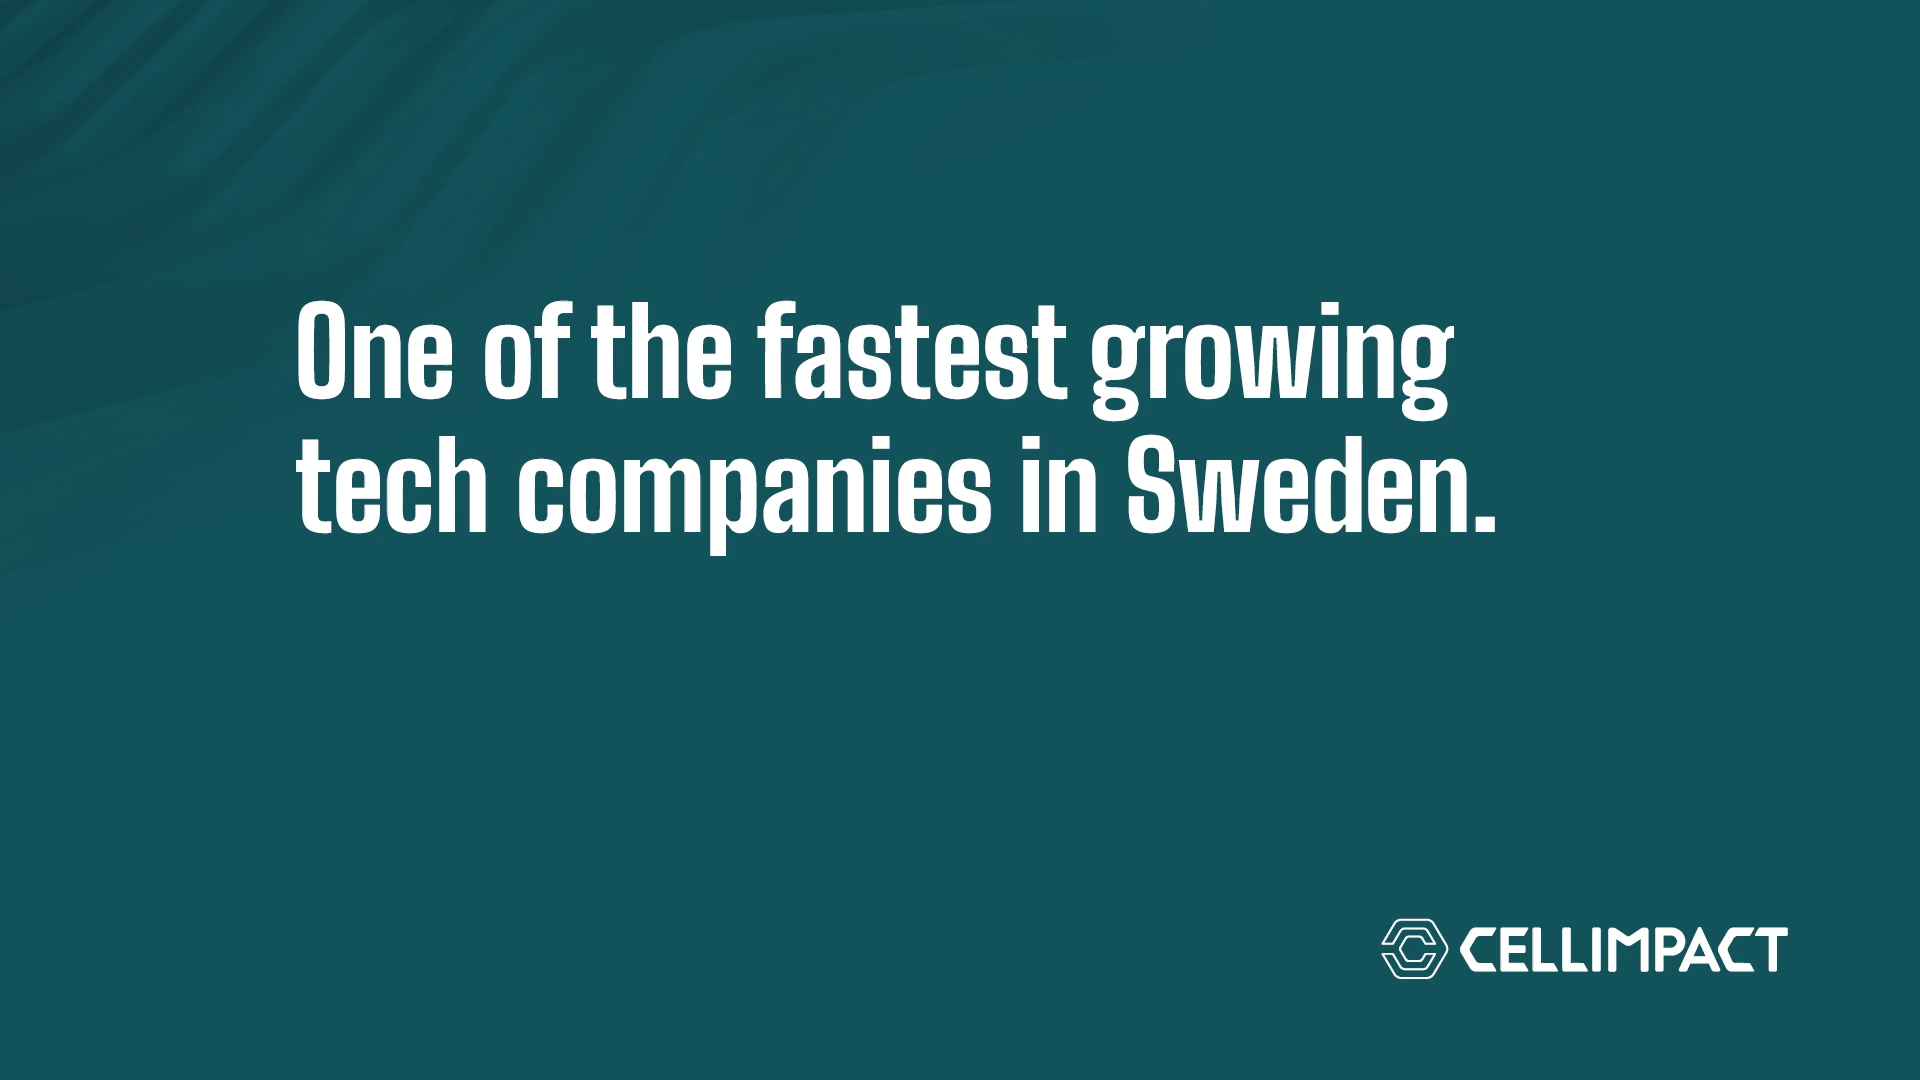 One of the fastest growing
tech companies in Sweden.
CELLIMPACT